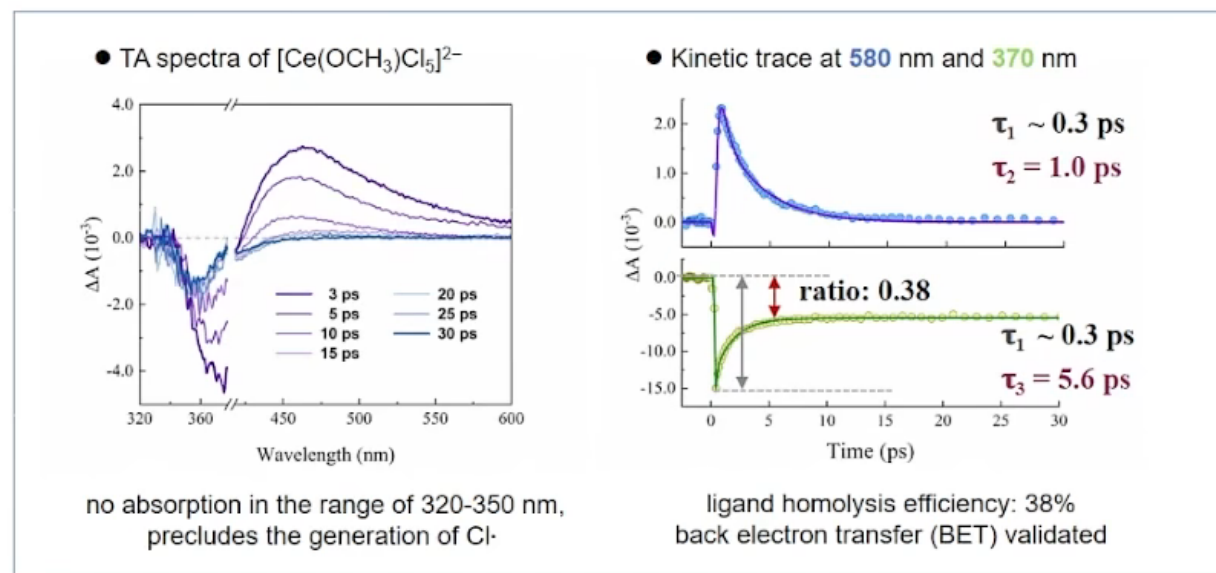 ● TA spectra of [Ce(OCH₃)Cl₅]²⁻
4.0
2.0
0.0
-2.0
-4.0
ΔA (10⁻³)
3 ps
5 ps
10 ps
15 ps
20 ps
25 ps
30 ps
320 360 450 500 550 600
Wavelength (nm)
no absorption in the range of 320-350 nm,
precludes the generation of Cl·
● Kinetic trace at 580 nm and 370 nm
2.0
1.0
0.0
τ₁ ~ 0.3 ps
τ₂ = 1.0 ps
ΔA (10⁻³)
0.0
-5.0
-10.0
-15.0
ratio: 0.38
τ₁ ~ 0.3 ps
τ₃ = 5.6 ps
0 5 10 15 20 25 30
Time (ps)
ligand homolysis efficiency: 38%
back electron transfer (BET) validated